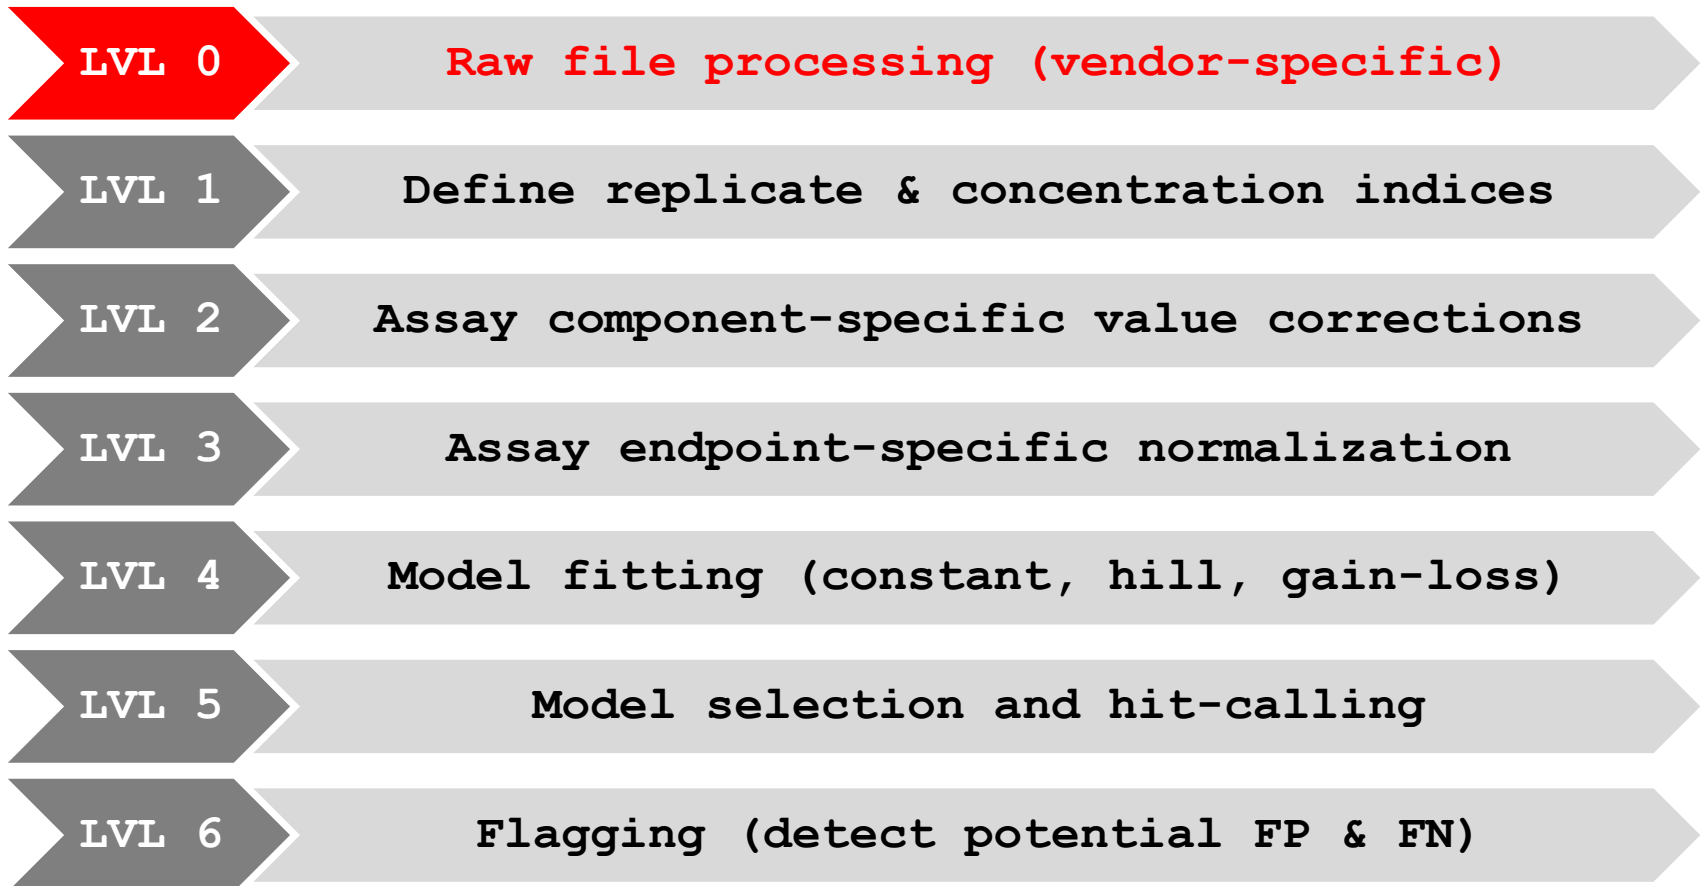 LVL 0 Raw file processing (vendor-specific)
LVL 1 Define replicate & concentration indices
LVL 2 Assay component-specific value corrections
LVL 3 Assay endpoint-specific normalization
LVL 4 Model fitting (constant, hill, gain-loss)
LVL 5 Model selection and hit-calling
LVL 6 Flagging (detect potential FP & FN)